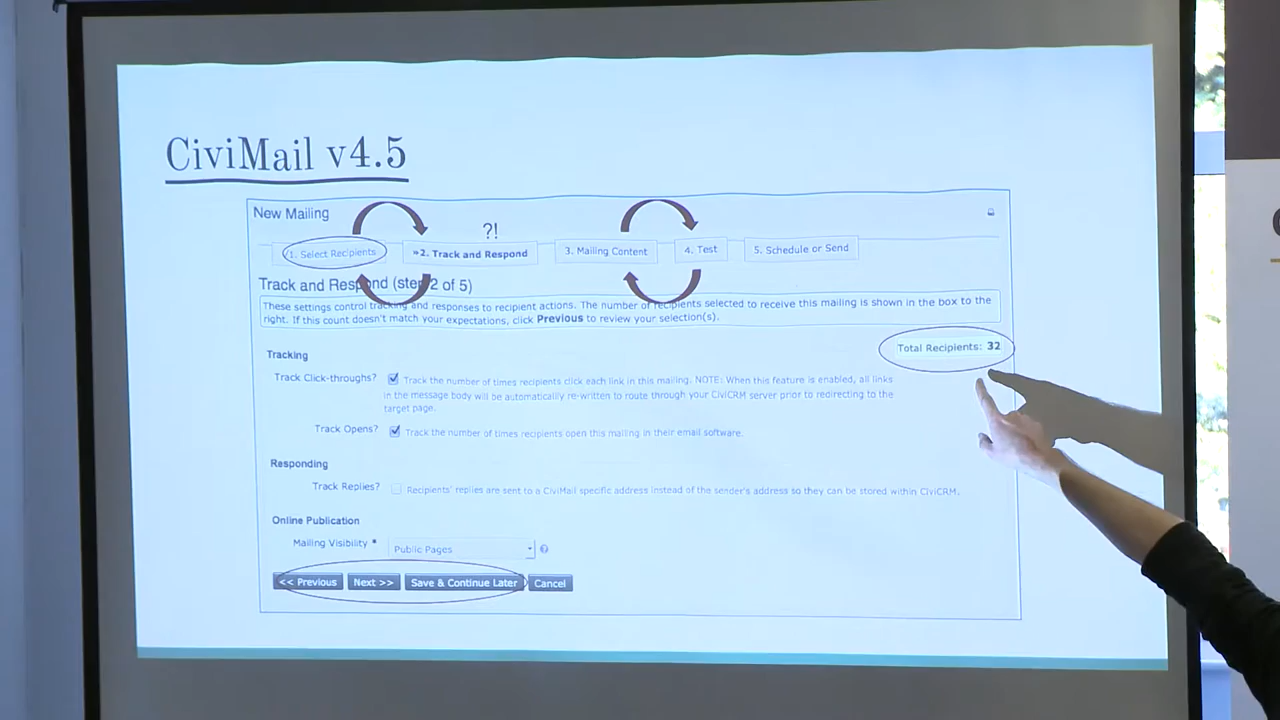 CiviMail v4.5
New Mailing
?!
1. Select Recipients
»2. Track and Respond
3. Mailing Content
4. Test
5. Schedule or Send
Track and Respond (step 2 of 5)
These settings control tracking and responses to recipient actions. The number of recipients selected to receive this mailing is shown in the box to the
right. If this count doesn't match your expectations, click Previous to review your selection(s).
Total Recipients: 32
Tracking
Track Click-throughs?
Track the number of times recipients click each link in this mailing. NOTE: When this feature is enabled, all links
in the message body will be automatically re-written to route through your CiviCRM server prior to redirecting to the
target page.
Track Opens?
Track the number of times recipients open this mailing in their email software.
Responding
Track Replies?
Recipients' replies are sent to a CiviMail specific address instead of the sender's address so they can be stored within CiviCRM.
Online Publication
Mailing Visibility *
Public Pages
<< Previous
Next >>
Save & Continue Later
Cancel